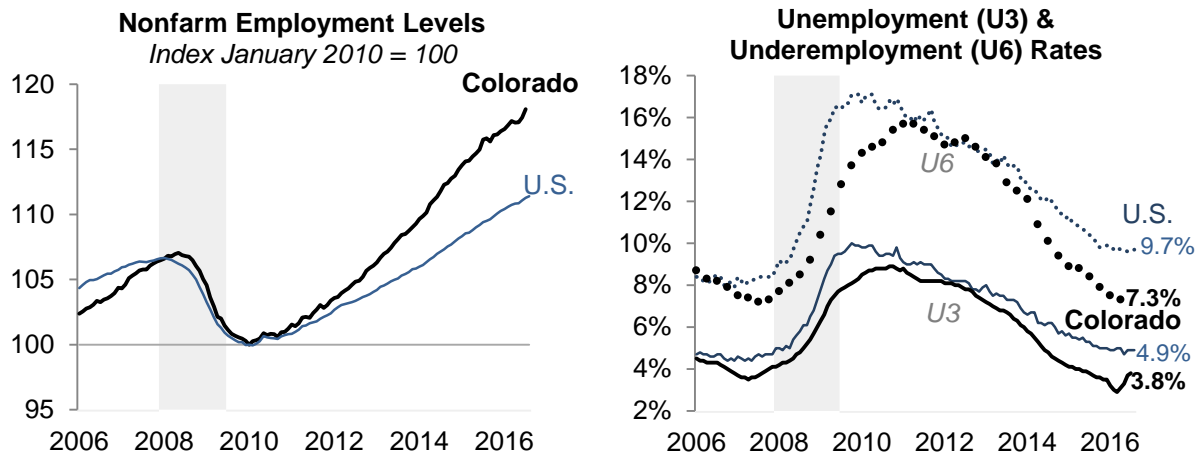 Nonfarm Employment Levels
Index January 2010 = 100
120
115
110
105
100
95
2006 2008 2010 2012 2014 2016
Colorado
U.S.
Unemployment (U3) &
Underemployment (U6) Rates
18%
16%
14%
12%
10%
8%
6%
4%
2%
2006 2008 2010 2012 2014 2016
U6
U.S.
9.7%
7.3%
U3
Colorado
4.9%
3.8%